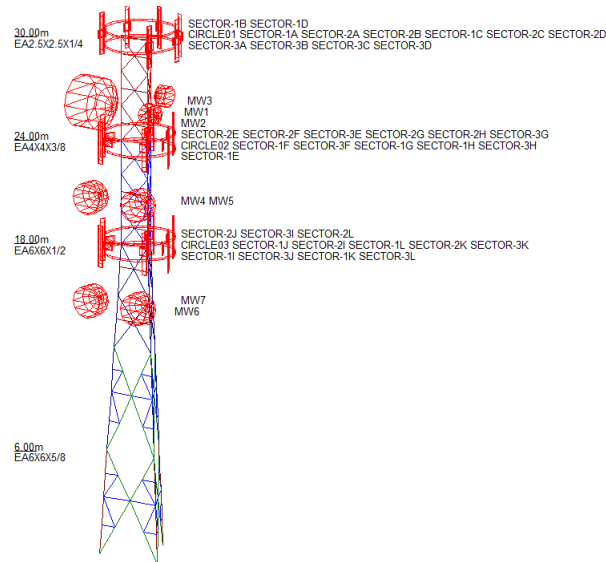 SECTOR-1B SECTOR-1D
30.00m
CIRCLE01 SECTOR-1A SECTOR-2A SECTOR-2B SECTOR-1C SECTOR-2C SECTOR-2D
EA2.5X2.5X1/4
SECTOR-3A SECTOR-3B SECTOR-3C SECTOR-3D
MW3
MW1
MW2
SECTOR-2E SECTOR-2F SECTOR-3E SECTOR-2G SECTOR-2H SECTOR-3G
24.00m
CIRCLE02 SECTOR-1F SECTOR-3F SECTOR-1G SECTOR-1H SECTOR-3H
EA4X4X3/8
SECTOR-1E
MW4 MW5
SECTOR-2J SECTOR-3I SECTOR-2L
18.00m
CIRCLE03 SECTOR-1J SECTOR-2I SECTOR-1L SECTOR-2K SECTOR-3K
EA6X6X1/2
SECTOR-1I SECTOR-3J SECTOR-1K SECTOR-3L
MW7
MW6
6.00m
EA6X6X5/8